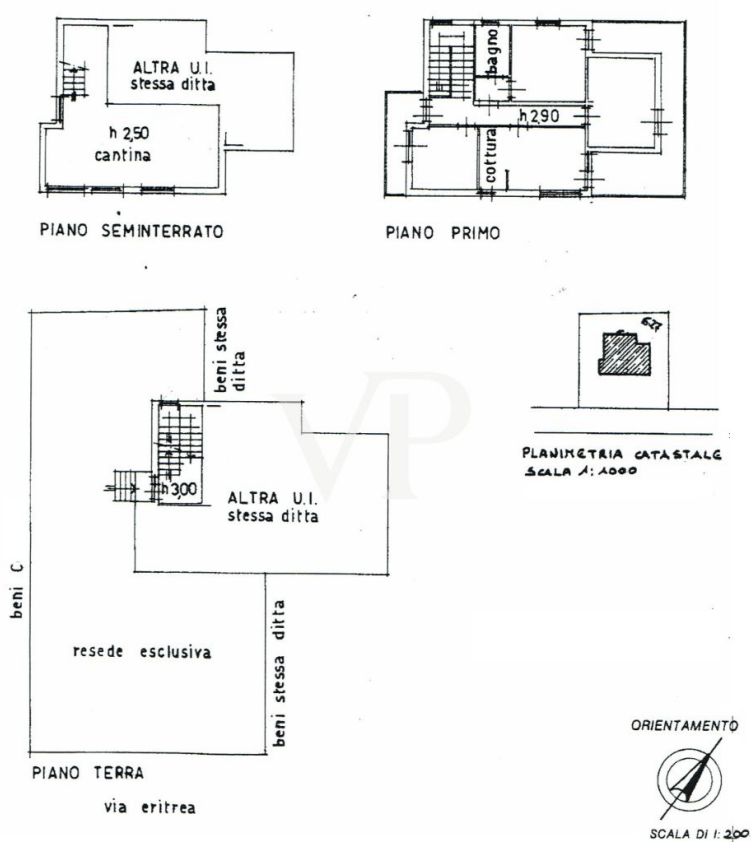 ALTRA U.I.
stessa ditta
h 2,50
cantina
PIANO SEMINTERRATO
bagno
h 2,90
cottura
PIANO PRIMO
beni stessa
ditta
h 3,00
ALTRA U.I.
stessa ditta
beni C
resede esclusiva
beni stessa ditta
PIANO TERRA
via eritrea
627
PLANIMETRIA CATASTALE
SCALA 1:1000
VP
ORIENTAMENTO
SCALA DI 1:200